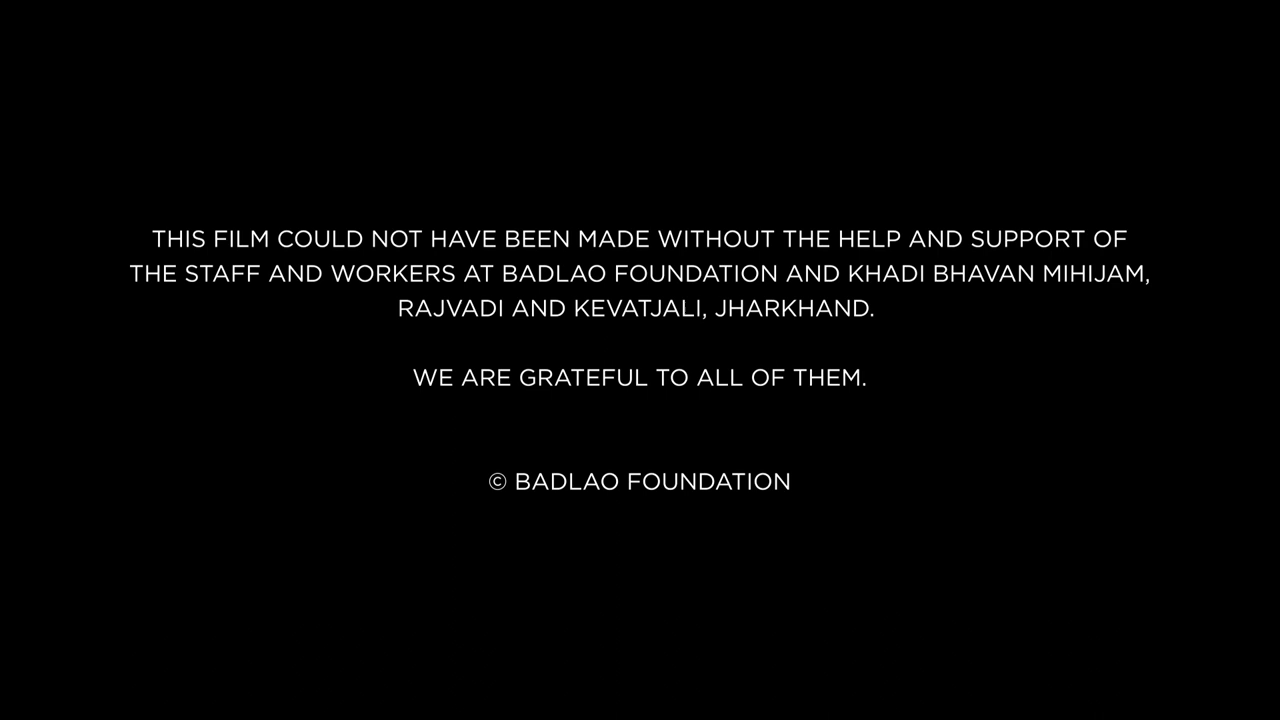 THIS FILM COULD NOT HAVE BEEN MADE WITHOUT THE HELP AND SUPPORT OF
THE STAFF AND WORKERS AT BADLAO FOUNDATION AND KHADI BHAVAN MIHIJAM,
RAJVADI AND KEVATJALI, JHARKHAND.
WE ARE GRATEFUL TO ALL OF THEM.
© BADLAO FOUNDATION